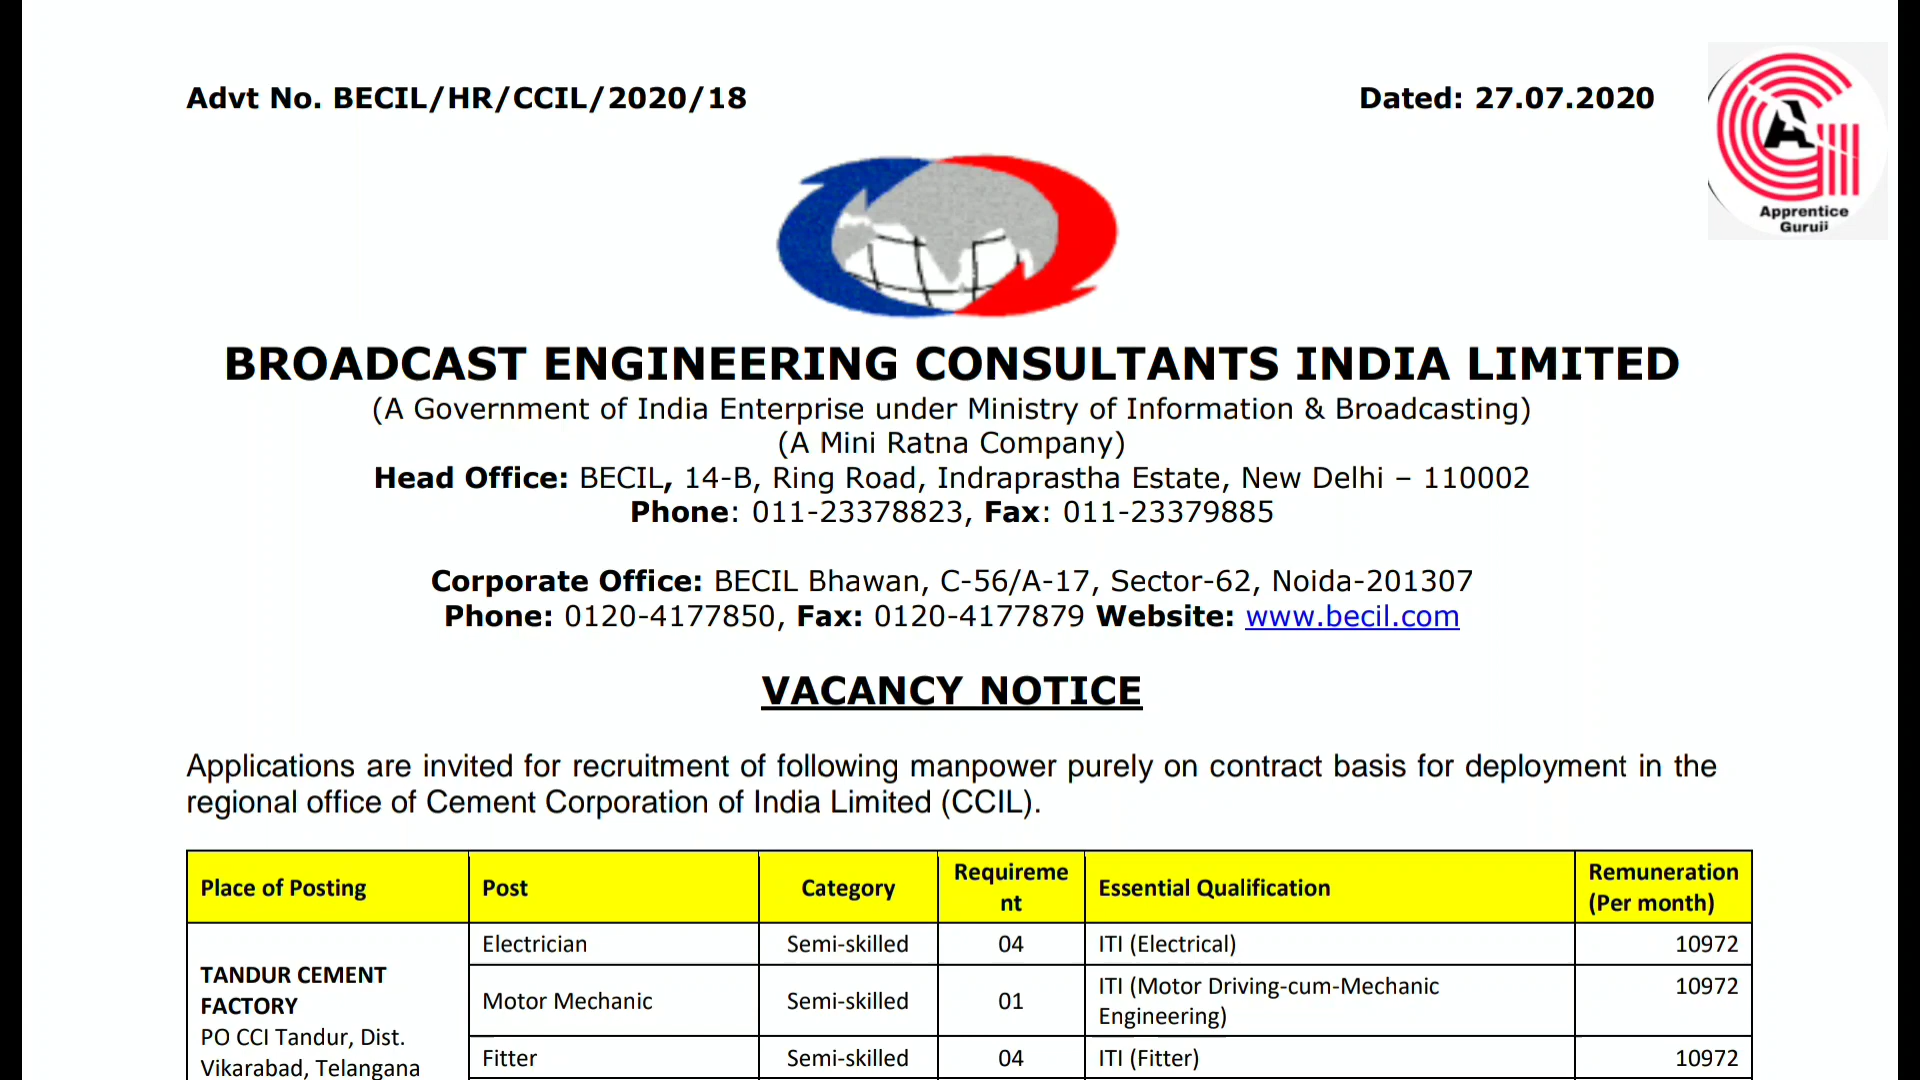 Advt No. BECIL/HR/CCIL/2020/18 Dated: 27.07.2020
Apprentice
Guruji
BROADCAST ENGINEERING CONSULTANTS INDIA LIMITED
(A Government of India Enterprise under Ministry of Information & Broadcasting)
(A Mini Ratna Company)
Head Office: BECIL, 14-B, Ring Road, Indraprastha Estate, New Delhi – 110002
Phone: 011-23378823, Fax: 011-23379885
Corporate Office: BECIL Bhawan, C-56/A-17, Sector-62, Noida-201307
Phone: 0120-4177850, Fax: 0120-4177879 Website: www.becil.com
VACANCY NOTICE
Applications are invited for recruitment of following manpower purely on contract basis for deployment in the
regional office of Cement Corporation of India Limited (CCIL).
Place of Posting Post Category Requireme
nt Essential Qualification Remuneration
(Per month)
TANDUR CEMENT
FACTORY
PO CCI Tandur, Dist.
Vikarabad, Telangana
Electrician Semi-skilled 04 ITI (Electrical) 10972
Motor Mechanic Semi-skilled 01 ITI (Motor Driving-cum-Mechanic
Engineering) 10972
Fitter Semi-skilled 04 ITI (Fitter) 10972